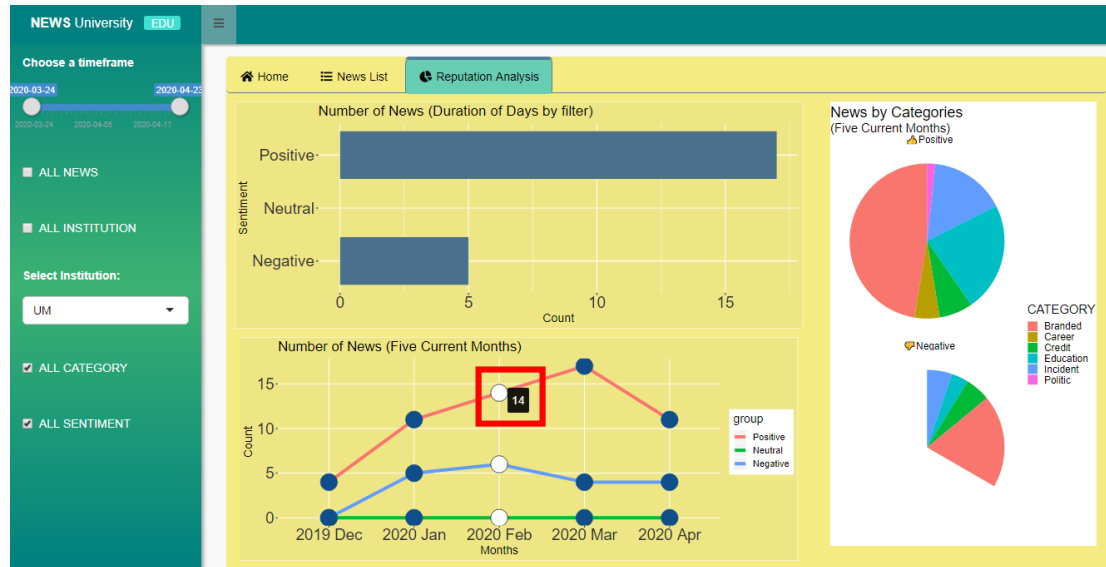 NEWS University EDU
Choose a timeframe
2020-03-24 2020-04-23
2020-03-24 2020-04-05 2020-04-17
ALL NEWS
ALL INSTITUTION
Select Institution:
UM
ALL CATEGORY
ALL SENTIMENT
Home News List Reputation Analysis
Number of News (Duration of Days by filter)
Sentiment
Positive
Neutral
Negative
0 5 10 15
Count
Number of News (Five Current Months)
Count
15
10
5
0
14
2019 Dec 2020 Jan 2020 Feb 2020 Mar 2020 Apr
Months
group
Positive
Neutral
Negative
News by Categories
(Five Current Months)
Positive
Negative
CATEGORY
Branded
Career
Credit
Education
Incident
Politic